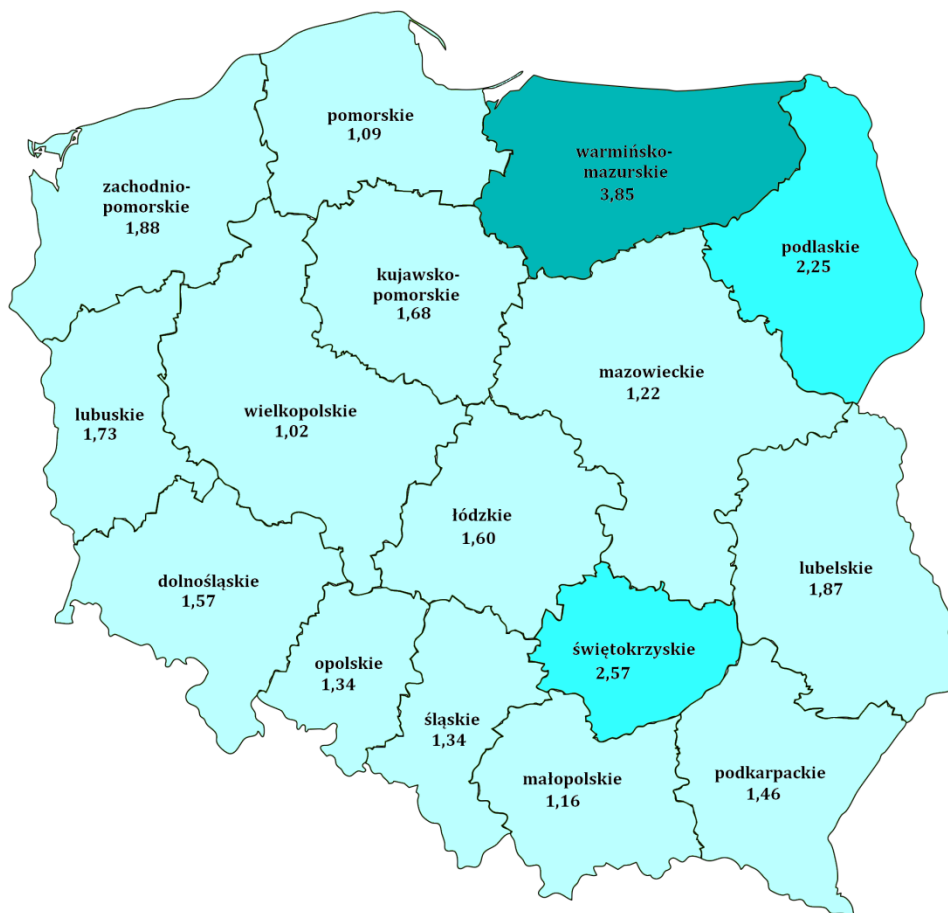 pomorskie
1,09
warmińsko-
mazurskie
3,85
zachodnio-
pomorskie
1,88
podlaskie
2,25
kujawsko-
pomorskie
1,68
mazowieckie
1,22
lubuskie
1,73
wielkopolskie
1,02
łódzkie
1,60
lubelskie
1,87
dolnośląskie
1,57
świętokrzyskie
2,57
opolskie
1,34
śląskie
1,34
małopolskie
1,16
podkarpackie
1,46